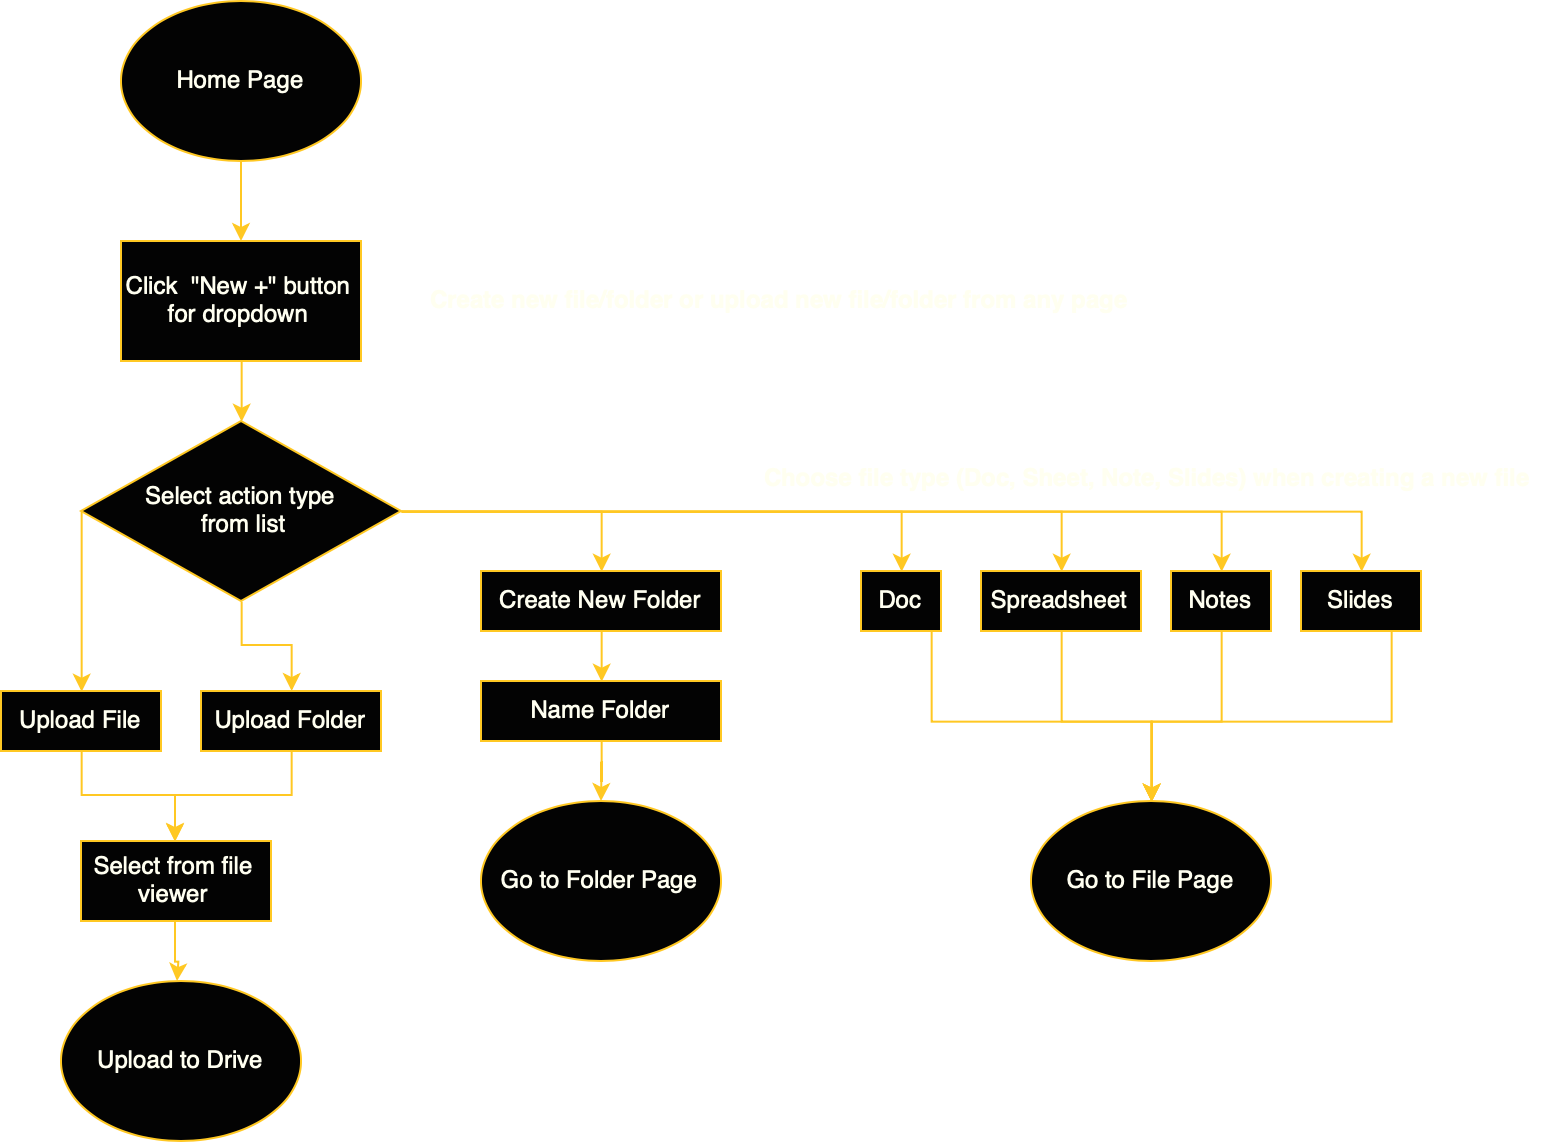 Home Page
Click "New +" button
for dropdown
Create new file/folder or upload new file/folder from any page
Select action type
from list
Choose file type (Doc, Sheet, Note, Slides) when creating a new file
Create New Folder
Doc
Spreadsheet
Notes
Slides
Name Folder
Upload File
Upload Folder
Select from file
viewer
Go to Folder Page
Go to File Page
Upload to Drive